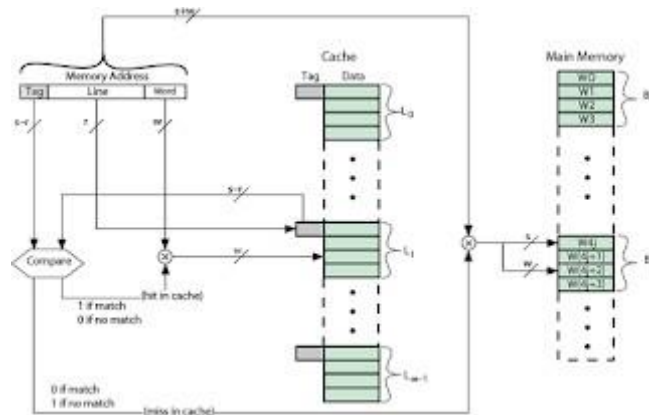 s+w
Cache
Main Memory
Memory Address
Tag Data
Tag Line Word
W0
W1
W2
W3
B
L0
s–r
r
w
s–r
Compare
w
Li
s
w
W4j
W(4j+1)
W(4j+2)
W(4j+3)
B
(hit in cache)
1 if match
0 if no match
Lm–1
0 if match
1 if no match
(miss in cache)